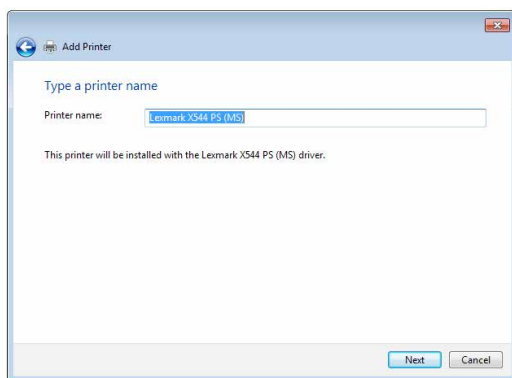 Add Printer
Type a printer name
Printer name: Lexmark X544 PS (MS)
This printer will be installed with the Lexmark X544 PS (MS) driver.
Next Cancel